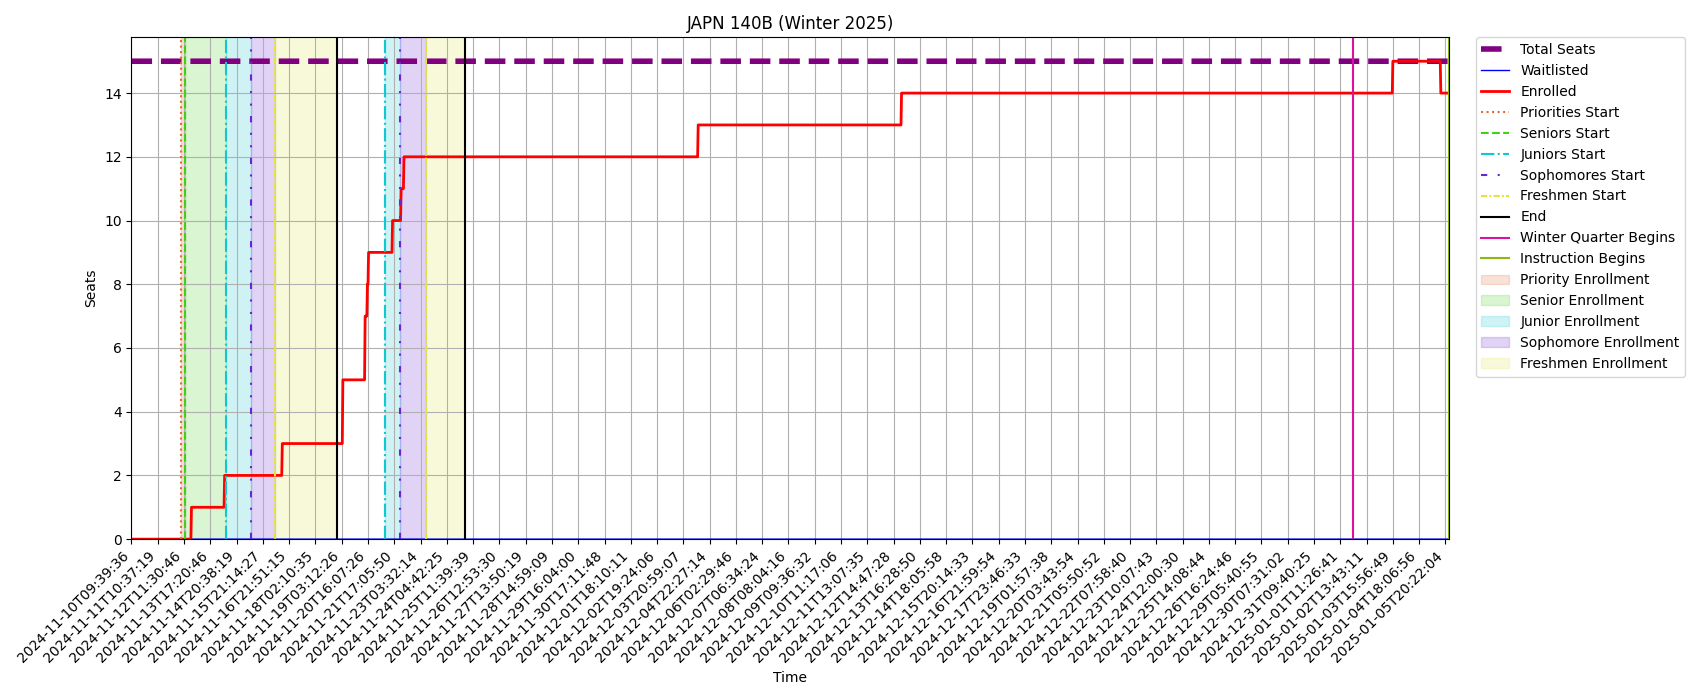 JAPN 140B (Winter 2025)
Seats
14
12
10
8
6
4
2
0
2024-11-10T09:39:36
2024-11-11T10:37:19
2024-11-12T11:30:46
2024-11-13T17:20:46
2024-11-14T20:38:19
2024-11-15T21:14:27
2024-11-16T21:51:15
2024-11-18T02:10:35
2024-11-19T03:12:26
2024-11-20T16:07:26
2024-11-21T17:05:50
2024-11-23T03:32:14
2024-11-24T04:42:25
2024-11-25T11:39:39
2024-11-26T12:53:30
2024-11-27T13:50:19
2024-11-28T14:59:09
2024-11-29T16:04:00
2024-11-30T17:11:48
2024-12-01T18:10:11
2024-12-02T19:24:06
2024-12-03T20:59:07
2024-12-04T22:27:14
2024-12-06T02:29:46
2024-12-07T06:34:24
2024-12-08T08:04:16
2024-12-09T09:36:32
2024-12-10T11:17:06
2024-12-11T13:07:35
2024-12-12T14:47:28
2024-12-13T16:28:50
2024-12-14T18:05:58
2024-12-15T20:14:33
2024-12-16T21:59:54
2024-12-17T23:46:33
2024-12-19T01:57:38
2024-12-20T03:43:54
2024-12-21T05:50:52
2024-12-22T07:58:40
2024-12-23T10:07:43
2024-12-24T12:00:30
2024-12-25T14:08:44
2024-12-26T16:24:46
2024-12-29T05:40:55
2024-12-30T07:31:02
2024-12-31T09:40:25
2025-01-01T11:26:41
2025-01-02T13:43:11
2025-01-03T15:56:49
2025-01-04T18:06:56
2025-01-05T20:22:04
Time
Total Seats
Waitlisted
Enrolled
Priorities Start
Seniors Start
Juniors Start
Sophomores Start
Freshmen Start
End
Winter Quarter Begins
Instruction Begins
Priority Enrollment
Senior Enrollment
Junior Enrollment
Sophomore Enrollment
Freshmen Enrollment